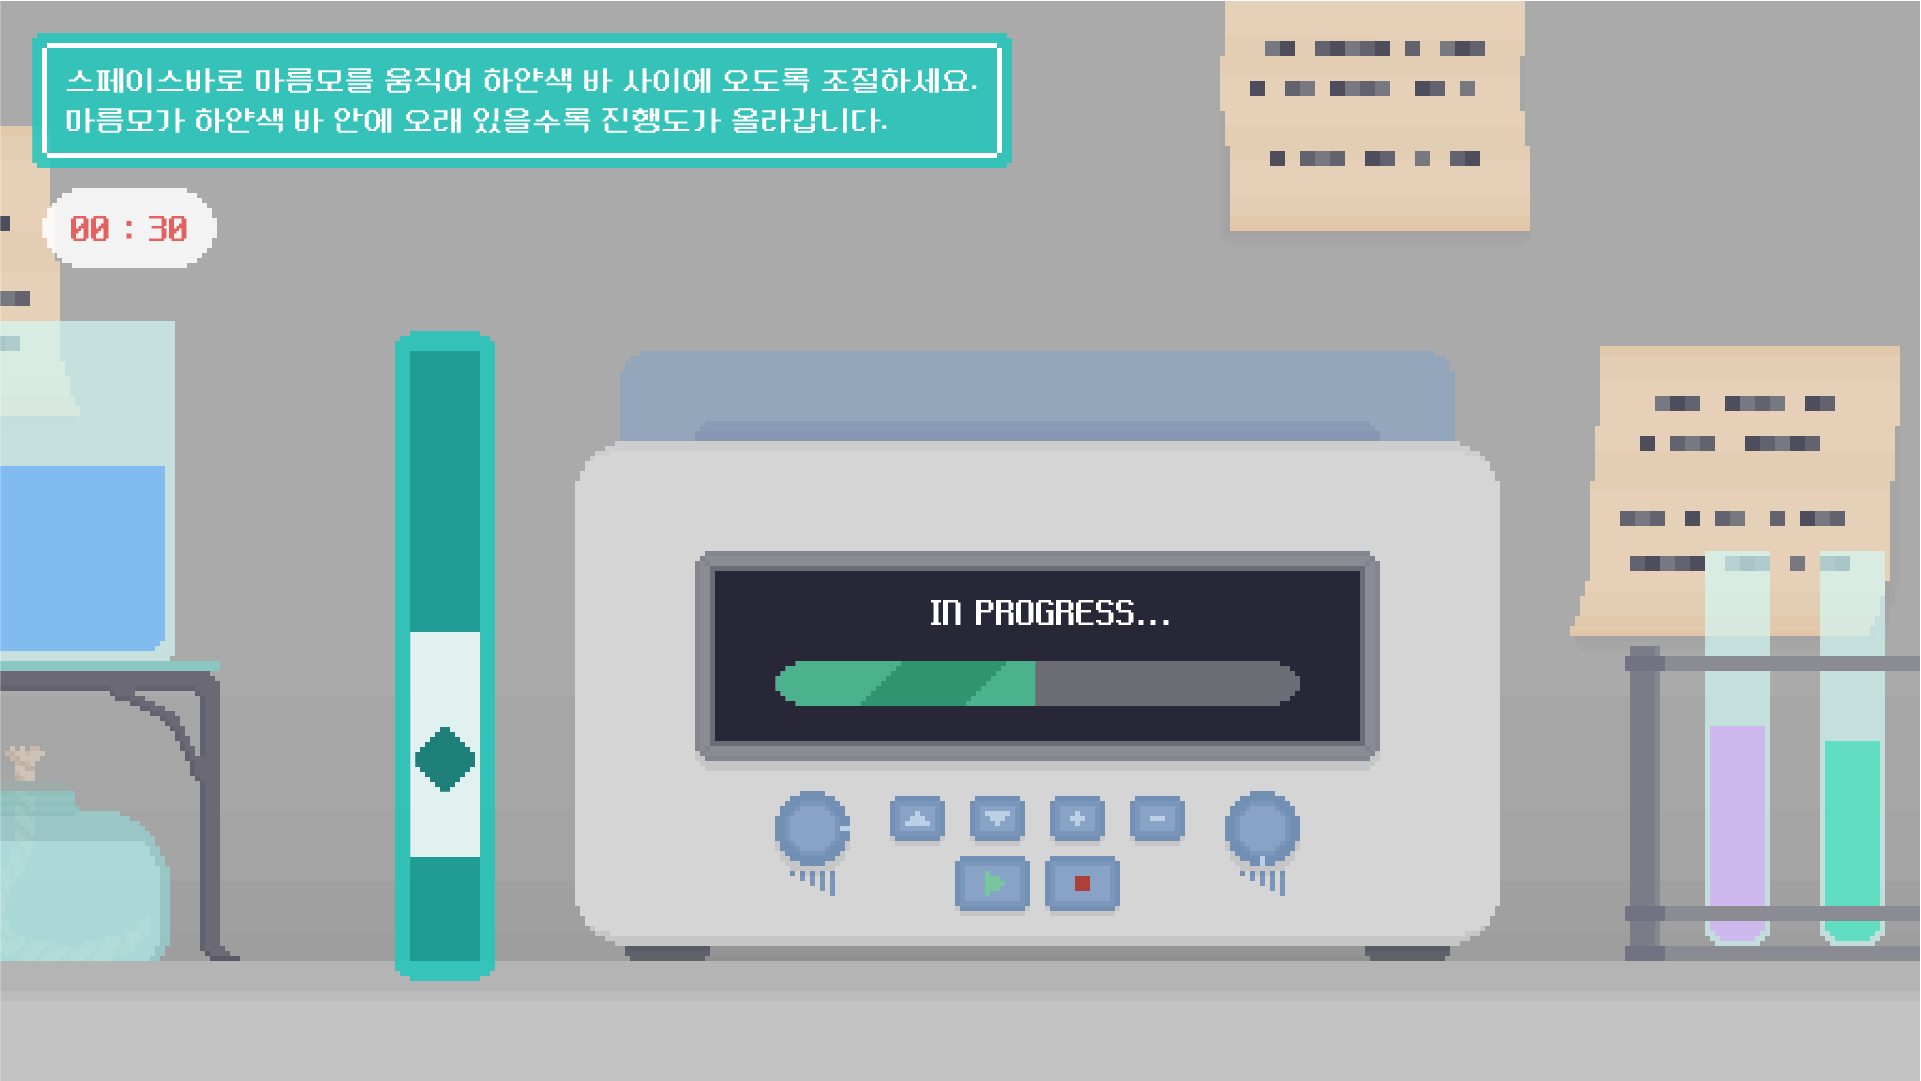 스페이스바로 마름모를 움직여 하얀색 바 사이에 오도록 조절하세요.
마름모가 하얀색 바 안에 오래 있을수록 진행도가 올라갑니다.
00 : 30
IN PROGRESS...